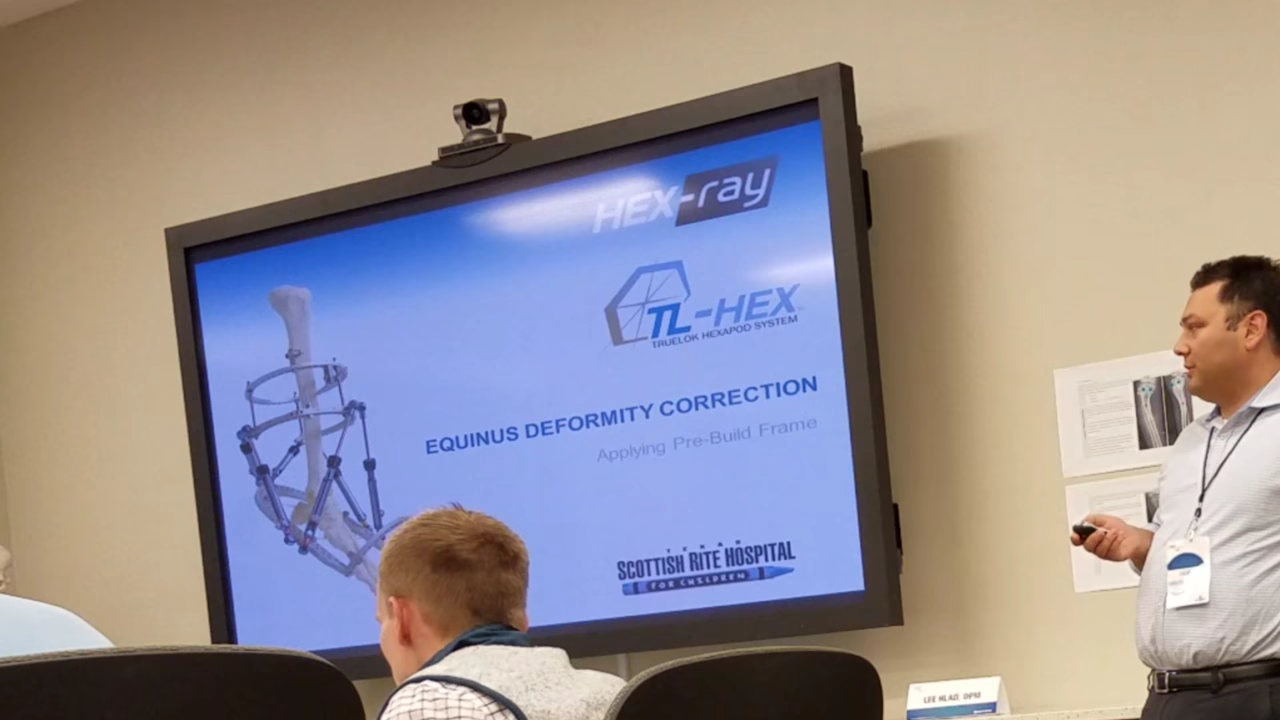 HEX-ray
TL-HEX
TRUELOK HEXAPOD SYSTEM
EQUINUS DEFORMITY CORRECTION
Applying Pre-Build Frame
TEXAS
SCOTTISH RITE HOSPITAL
FOR CHILDREN
LEE HLAD, DPM